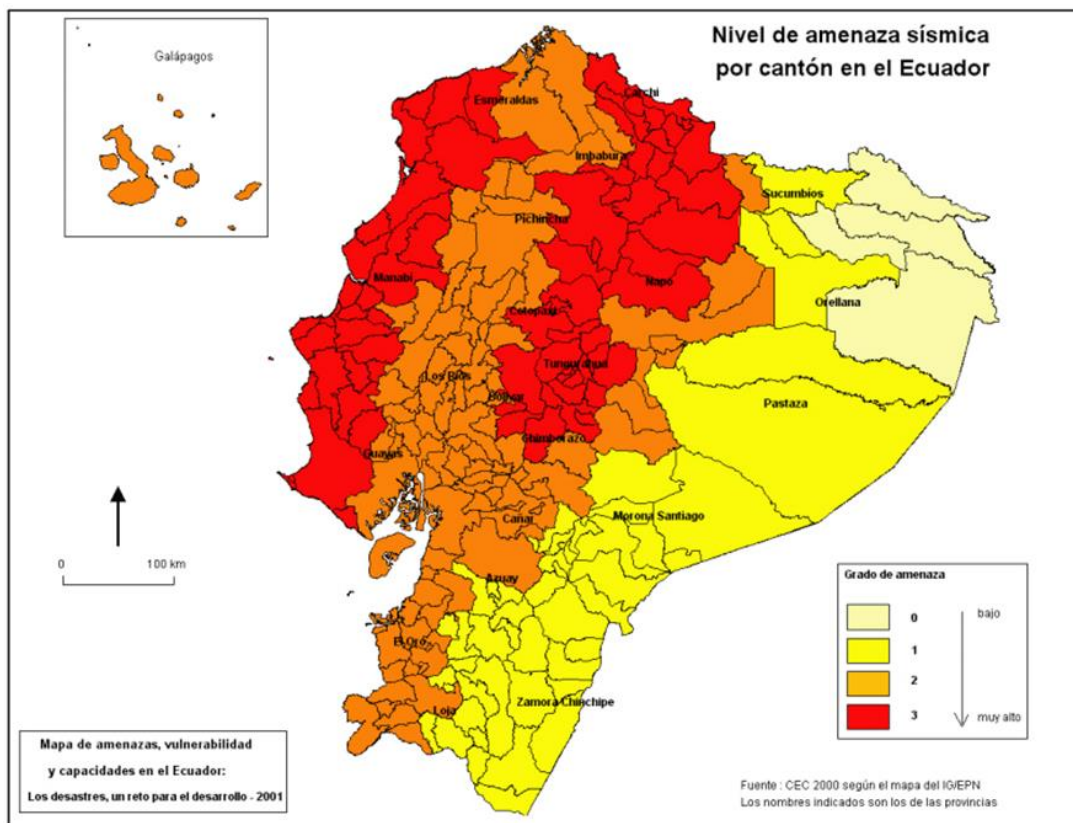 Galápagos
Nivel de amenaza sísmica
por cantón en el Ecuador
Carchi
Esmeraldas
Imbabura
Sucumbios
Pichincha
Manabí
Napo
Orellana
Cotopaxi
Tungurahua
Los Ríos
Bolívar
Pastaza
Chimborazo
Guayas
Cañar
Morona Santiago
Azuay
El Oro
Zamora Chinchipe
Loja
0
100 km
Grado de amenaza
0
bajo
1
2
3
muy alto
Mapa de amenazas, vulnerabilidad
y capacidades en el Ecuador:
Los desastres, un reto para el desarrollo - 2001
Fuente : CEC 2000 según el mapa del IG/EPN
Los nombres indicados son los de las provincias